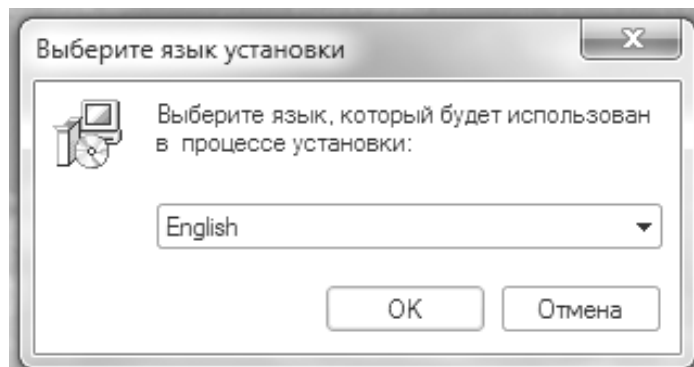 Выберите язык установки
Выберите язык, который будет использован
в процессе установки:
English
OK
Отмена